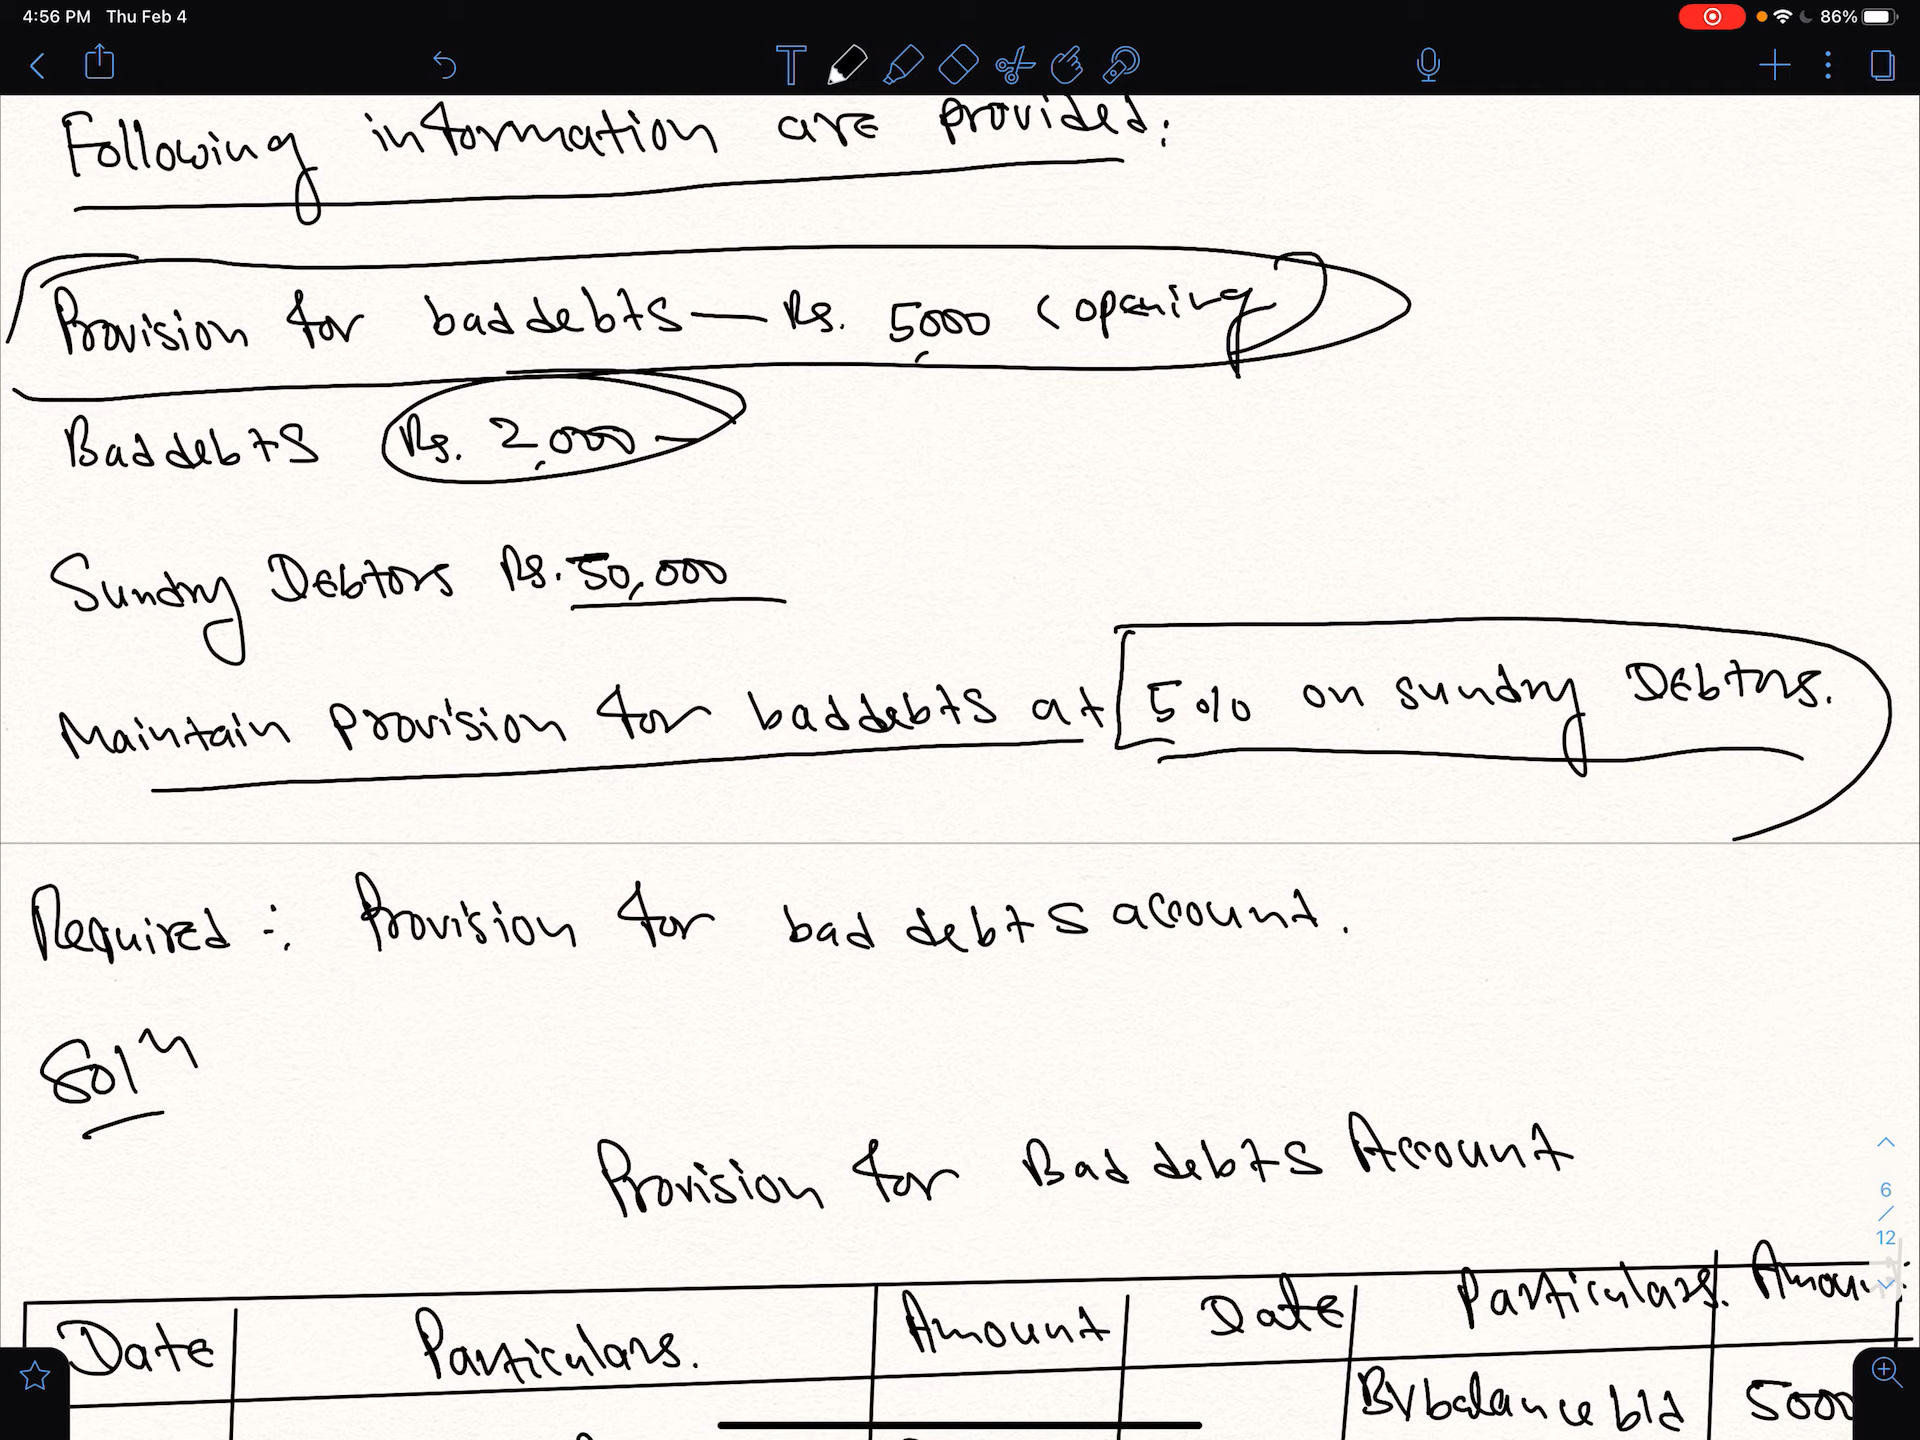 4:56 PM Thu Feb 4
86%
Following information are provided:
Provision for bad debts — Rs. 5,000 (opening)
Bad debts Rs. 2,000
Sundry Debtors Rs. 50,000
Maintain provision for bad debts at 5% on sundry Debtors.
Required :- Provision for bad debts account.
Solⁿ
Provision for Bad debts Account
6
/
12
Date Particulars. Amount Date Particulars.
By balance b/d 5000